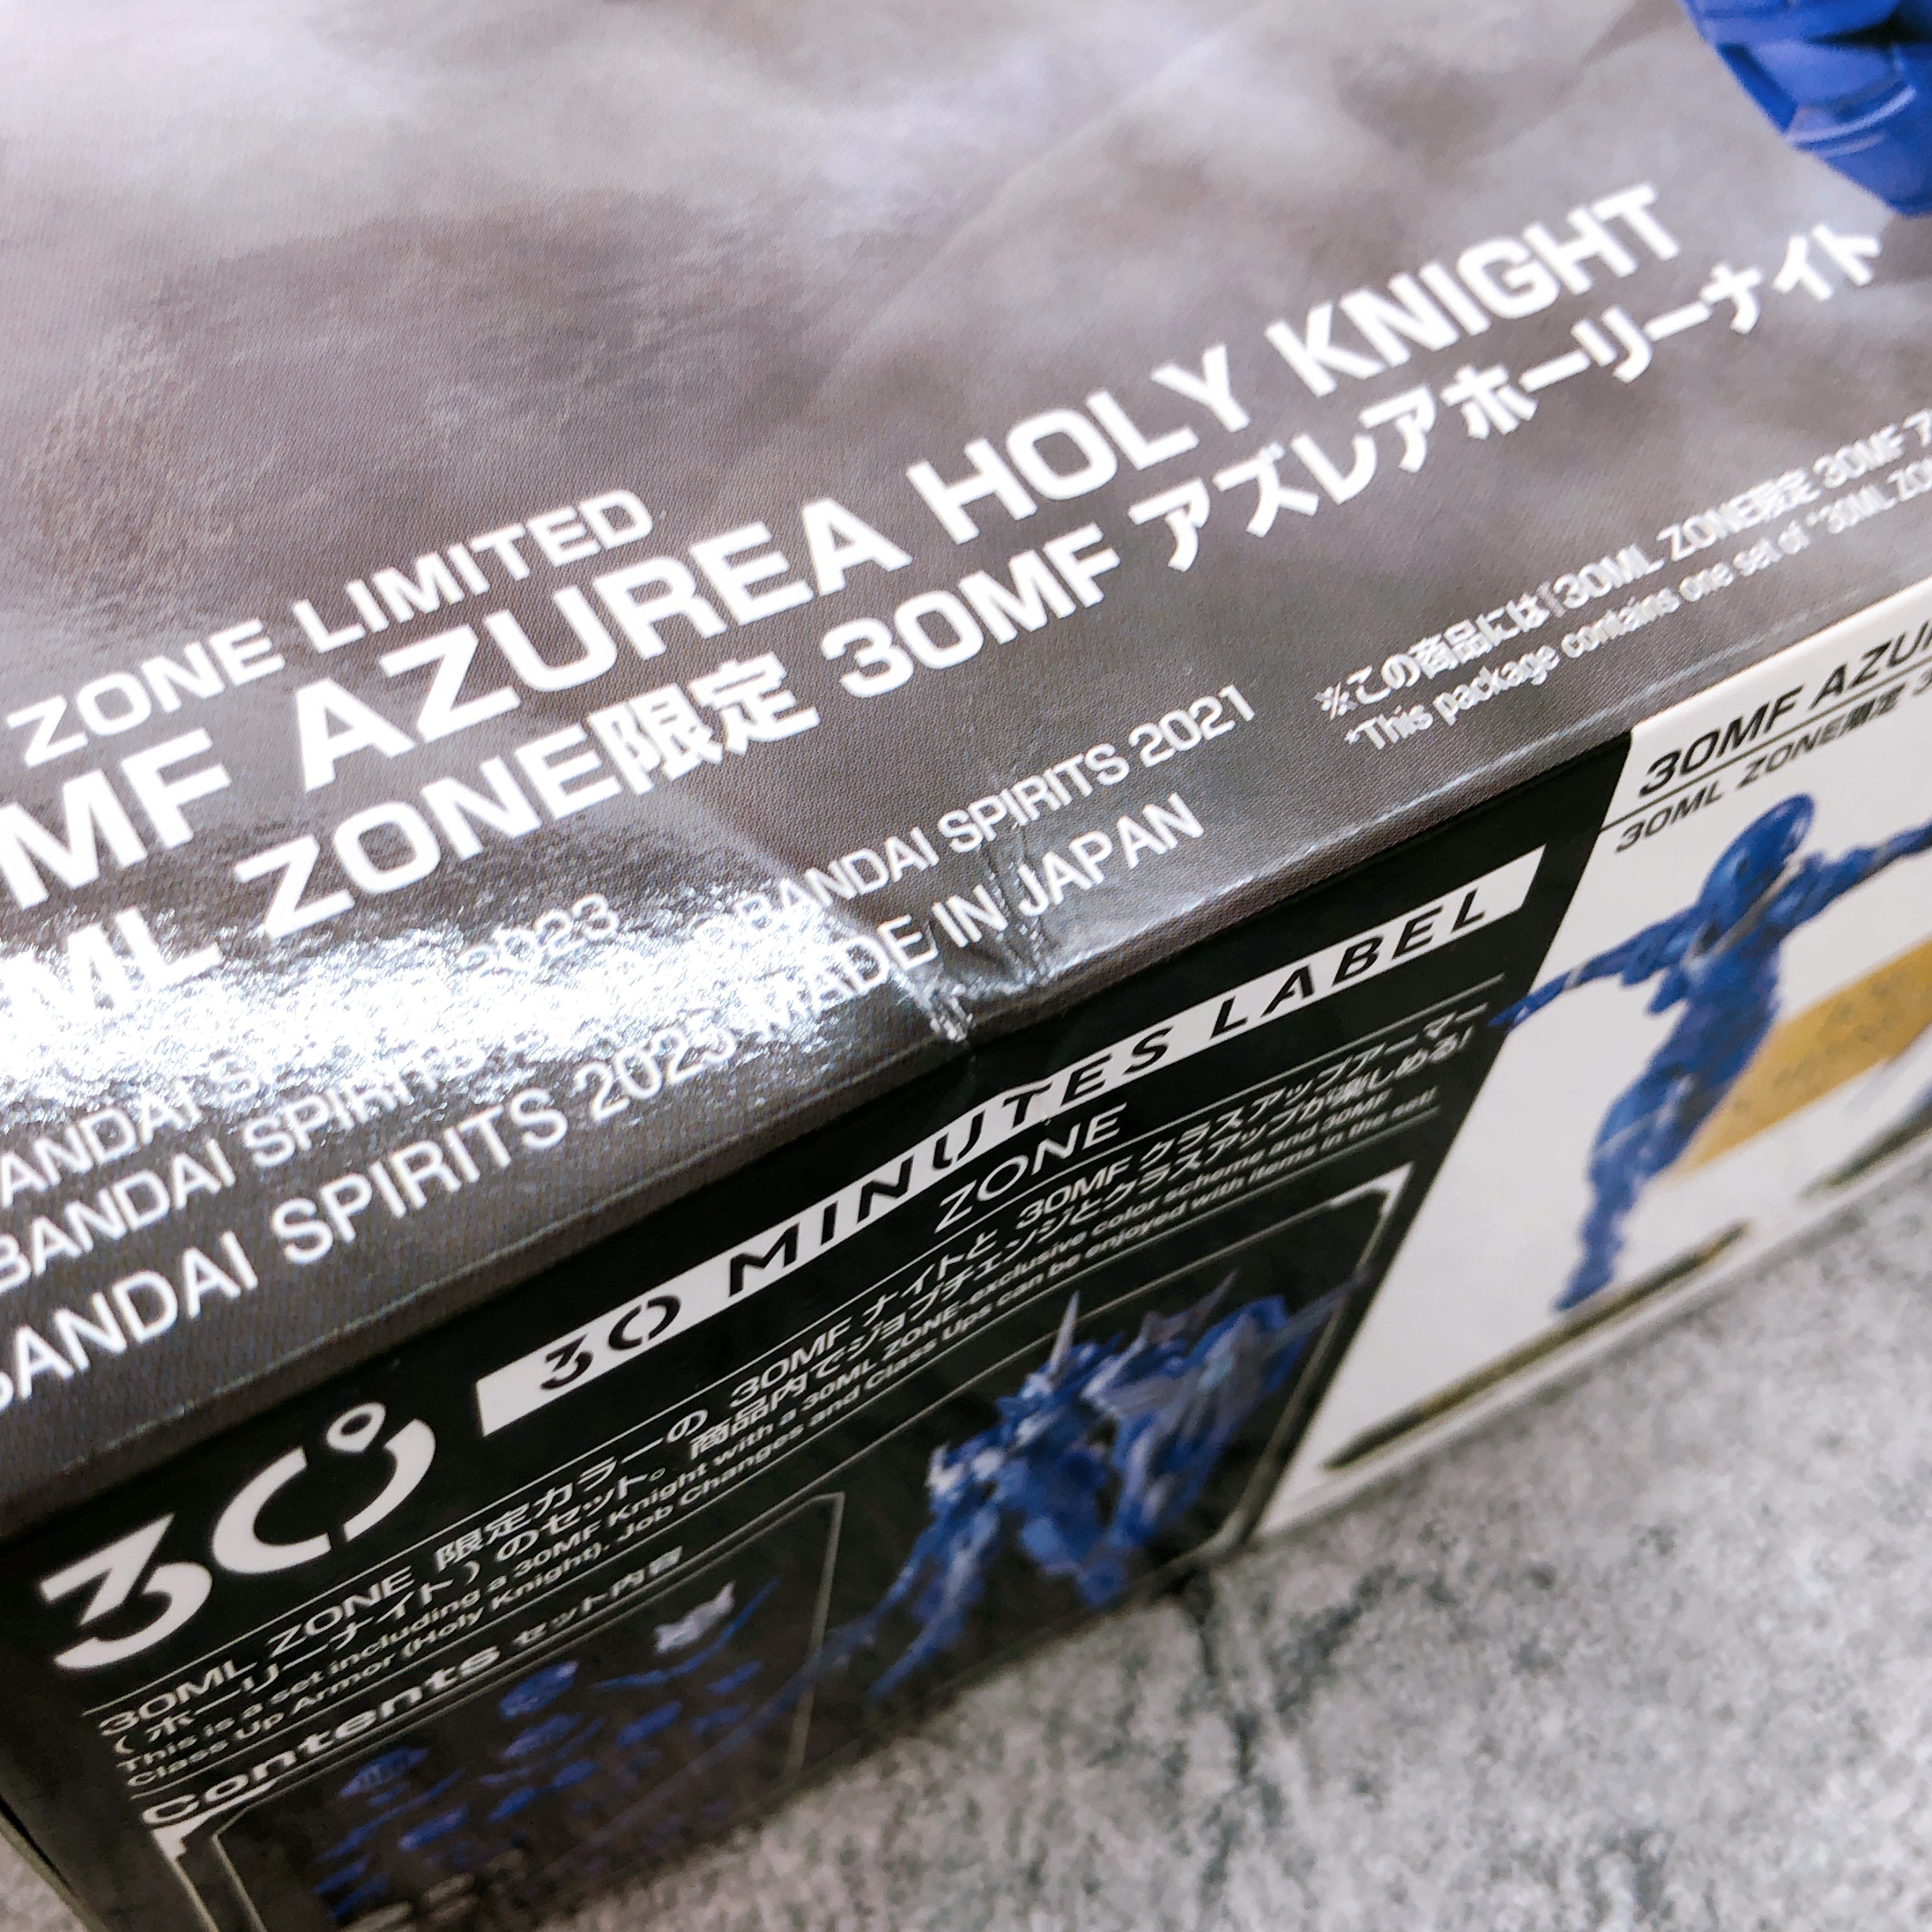 ZONE LIMITED
MF AZUREA HOLY KNIGHT
ML ZONE限定 30MF アズレアホーリーナイト
2023
©BANDAI SPIRITS 2021
BANDAI SPIRITS
BANDAI SPIRITS 2025 MADE IN JAPAN
※この商品には『30ML ZONE限定 30MF
*This package contains one set of "30ML
30
30 MINUTES LABEL
ZONE
30ML ZONE 限定カラーの 30MF ナイトと 30MF クラスアップアーマー
(ホーリーナイト)のセット。商品内でジョブチェンジとクラスアップが楽しめる!
This is a set including a 30MF Knight with a 30ML ZONE-exclusive color scheme and 30MF
Class Up Armor (Holy Knight). Job Changes and Class Ups can be enjoyed with items in the set!
Contents セット内容
30MF AZUR
30ML ZONE限定